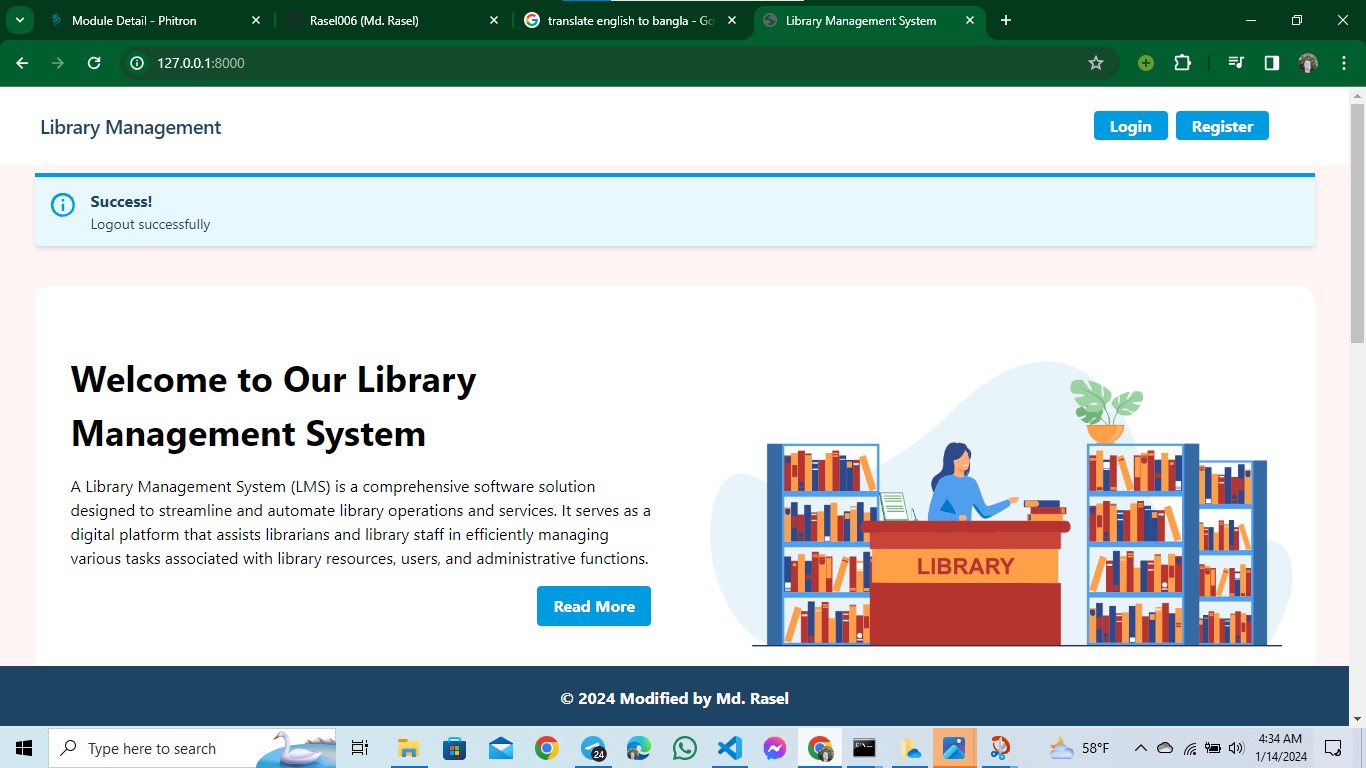 Module Detail - Phitron
Rasel006 (Md. Rasel)
translate english to bangla - Go
Library Management System
127.0.0.1:8000
Library Management
Login
Register
Success!
Logout successfully
Welcome to Our Library
Management System
A Library Management System (LMS) is a comprehensive software solution
designed to streamline and automate library operations and services. It serves as a
digital platform that assists librarians and library staff in efficiently managing
various tasks associated with library resources, users, and administrative functions.
Read More
LIBRARY
© 2024 Modified by Md. Rasel
Type here to search
24
58°F
4:34 AM
1/14/2024